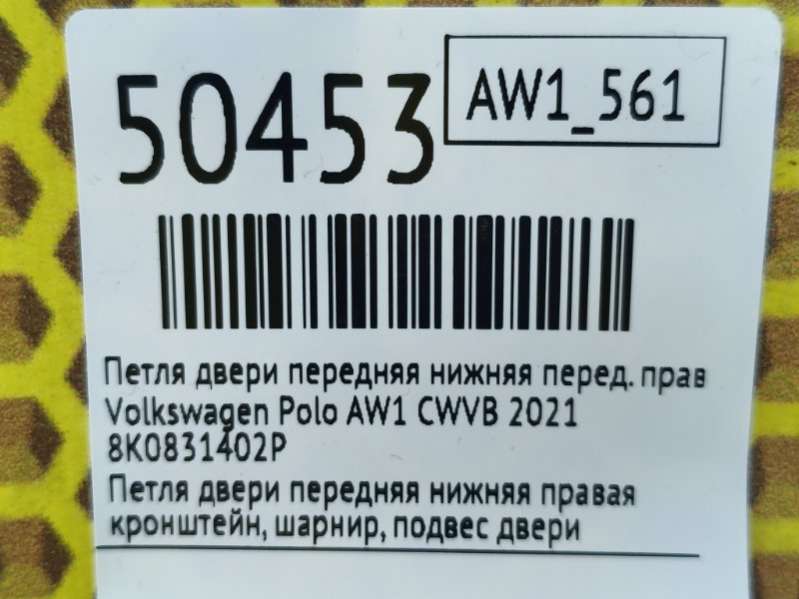 50453
AW1_561
Петля двери передняя нижняя перед. прав
Volkswagen Polo AW1 CWVB 2021
8K0831402P
Петля двери передняя нижняя правая
кронштейн, шарнир, подвес двери